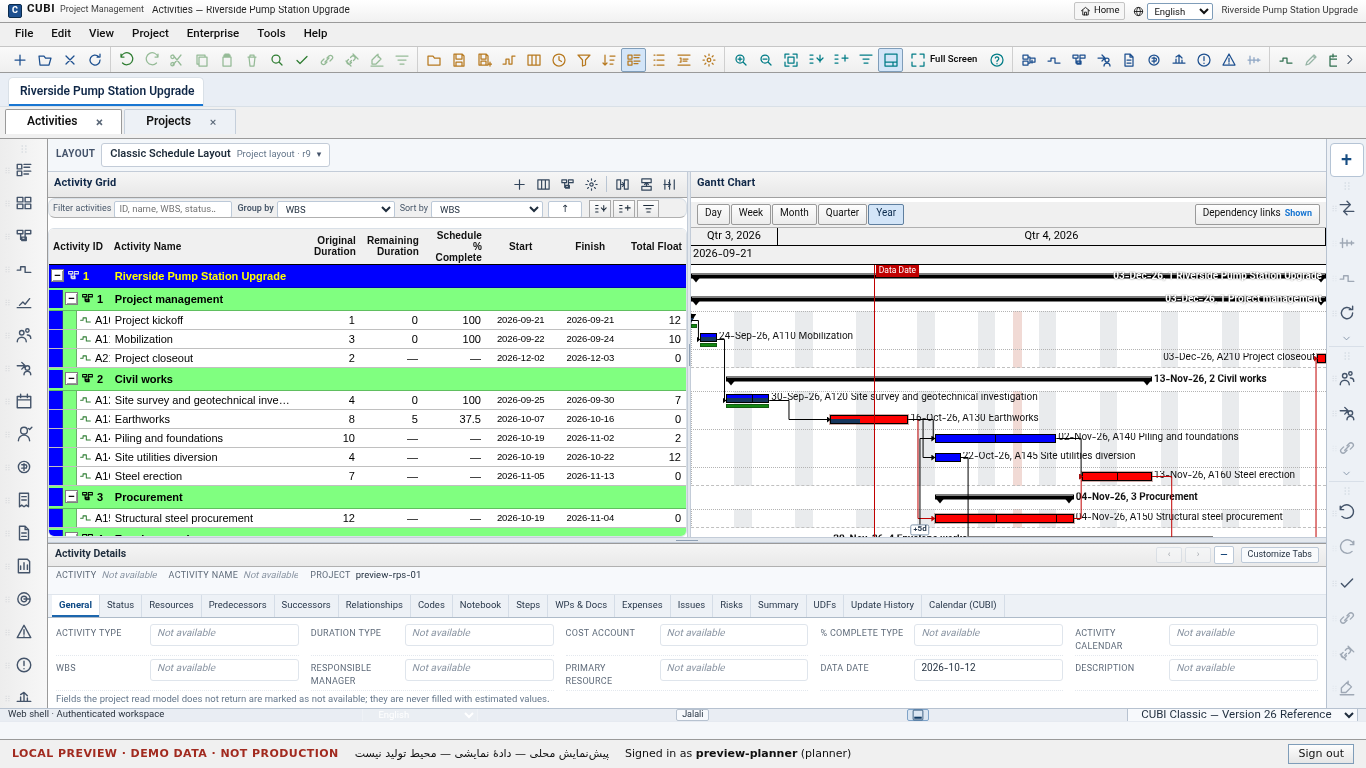 CUBI Project Management Activities — Riverside Pump Station Upgrade Home English Riverside Pump Station Upgrade
File Edit View Project Enterprise Tools Help
Full Screen
Riverside Pump Station Upgrade
Activities × Projects ×
LAYOUT Classic Schedule Layout Project layout · r9
Activity Grid
Gantt Chart
Filter activities ID, name, WBS, status.. Group by WBS Sort by WBS
Day Week Month Quarter Year Dependency links Shown
Activity ID Activity Name Original Duration Remaining Duration Schedule % Complete Start Finish Total Float
Qtr 3, 2026 Qtr 4, 2026
2026-09-21
Data Date
1 Riverside Pump Station Upgrade
03-Dec-26, 1 Riverside Pump Station Upgrade
1 Project management
03-Dec-26, 1 Project management
Project kickoff 1 0 100 2026-09-21 2026-09-21 12
Mobilization 3 0 100 2026-09-22 2026-09-24 10
24-Sep-26, A110 Mobilization
Project closeout 2 — — 2026-12-02 2026-12-03 0
03-Dec-26, A210 Project closeout
2 Civil works
13-Nov-26, 2 Civil works
Site survey and geotechnical inve... 4 0 100 2026-09-25 2026-09-30 7
30-Sep-26, A120 Site survey and geotechnical investigation
Earthworks 8 5 37.5 2026-10-07 2026-10-16 0
16-Oct-26, A130 Earthworks
Piling and foundations 10 — — 2026-10-19 2026-11-02 2
02-Nov-26, A140 Piling and foundations
Site utilities diversion 4 — — 2026-10-19 2026-10-22 12
22-Oct-26, A145 Site utilities diversion
Steel erection 7 — — 2026-11-05 2026-11-13 0
13-Nov-26, A160 Steel erection
3 Procurement
04-Nov-26, 3 Procurement
Structural steel procurement 12 — — 2026-10-19 2026-11-04 0
04-Nov-26, A150 Structural steel procurement
+5d
Activity Details
Customize Tabs
ACTIVITY Not available ACTIVITY NAME Not available PROJECT preview-rps-01
General Status Resources Predecessors Successors Relationships Codes Notebook Steps WPs & Docs Expenses Issues Risks Summary UDFs Update History Calendar (CUBI)
ACTIVITY TYPE Not available DURATION TYPE Not available COST ACCOUNT Not available % COMPLETE TYPE Not available ACTIVITY CALENDAR Not available
WBS Not available RESPONSIBLE MANAGER Not available PRIMARY RESOURCE Not available DATA DATE 2026-10-12 DESCRIPTION Not available
Fields the project read model does not return are marked as not available; they are never filled with estimated values.
Web shell · Authenticated workspace English Jalali CUBI Classic — Version 26 Reference
LOCAL PREVIEW · DEMO DATA · NOT PRODUCTION پیش‌نمایش محلی — دادهٔ نمایشی — محیط تولید نیست Signed in as preview-planner (planner) Sign out